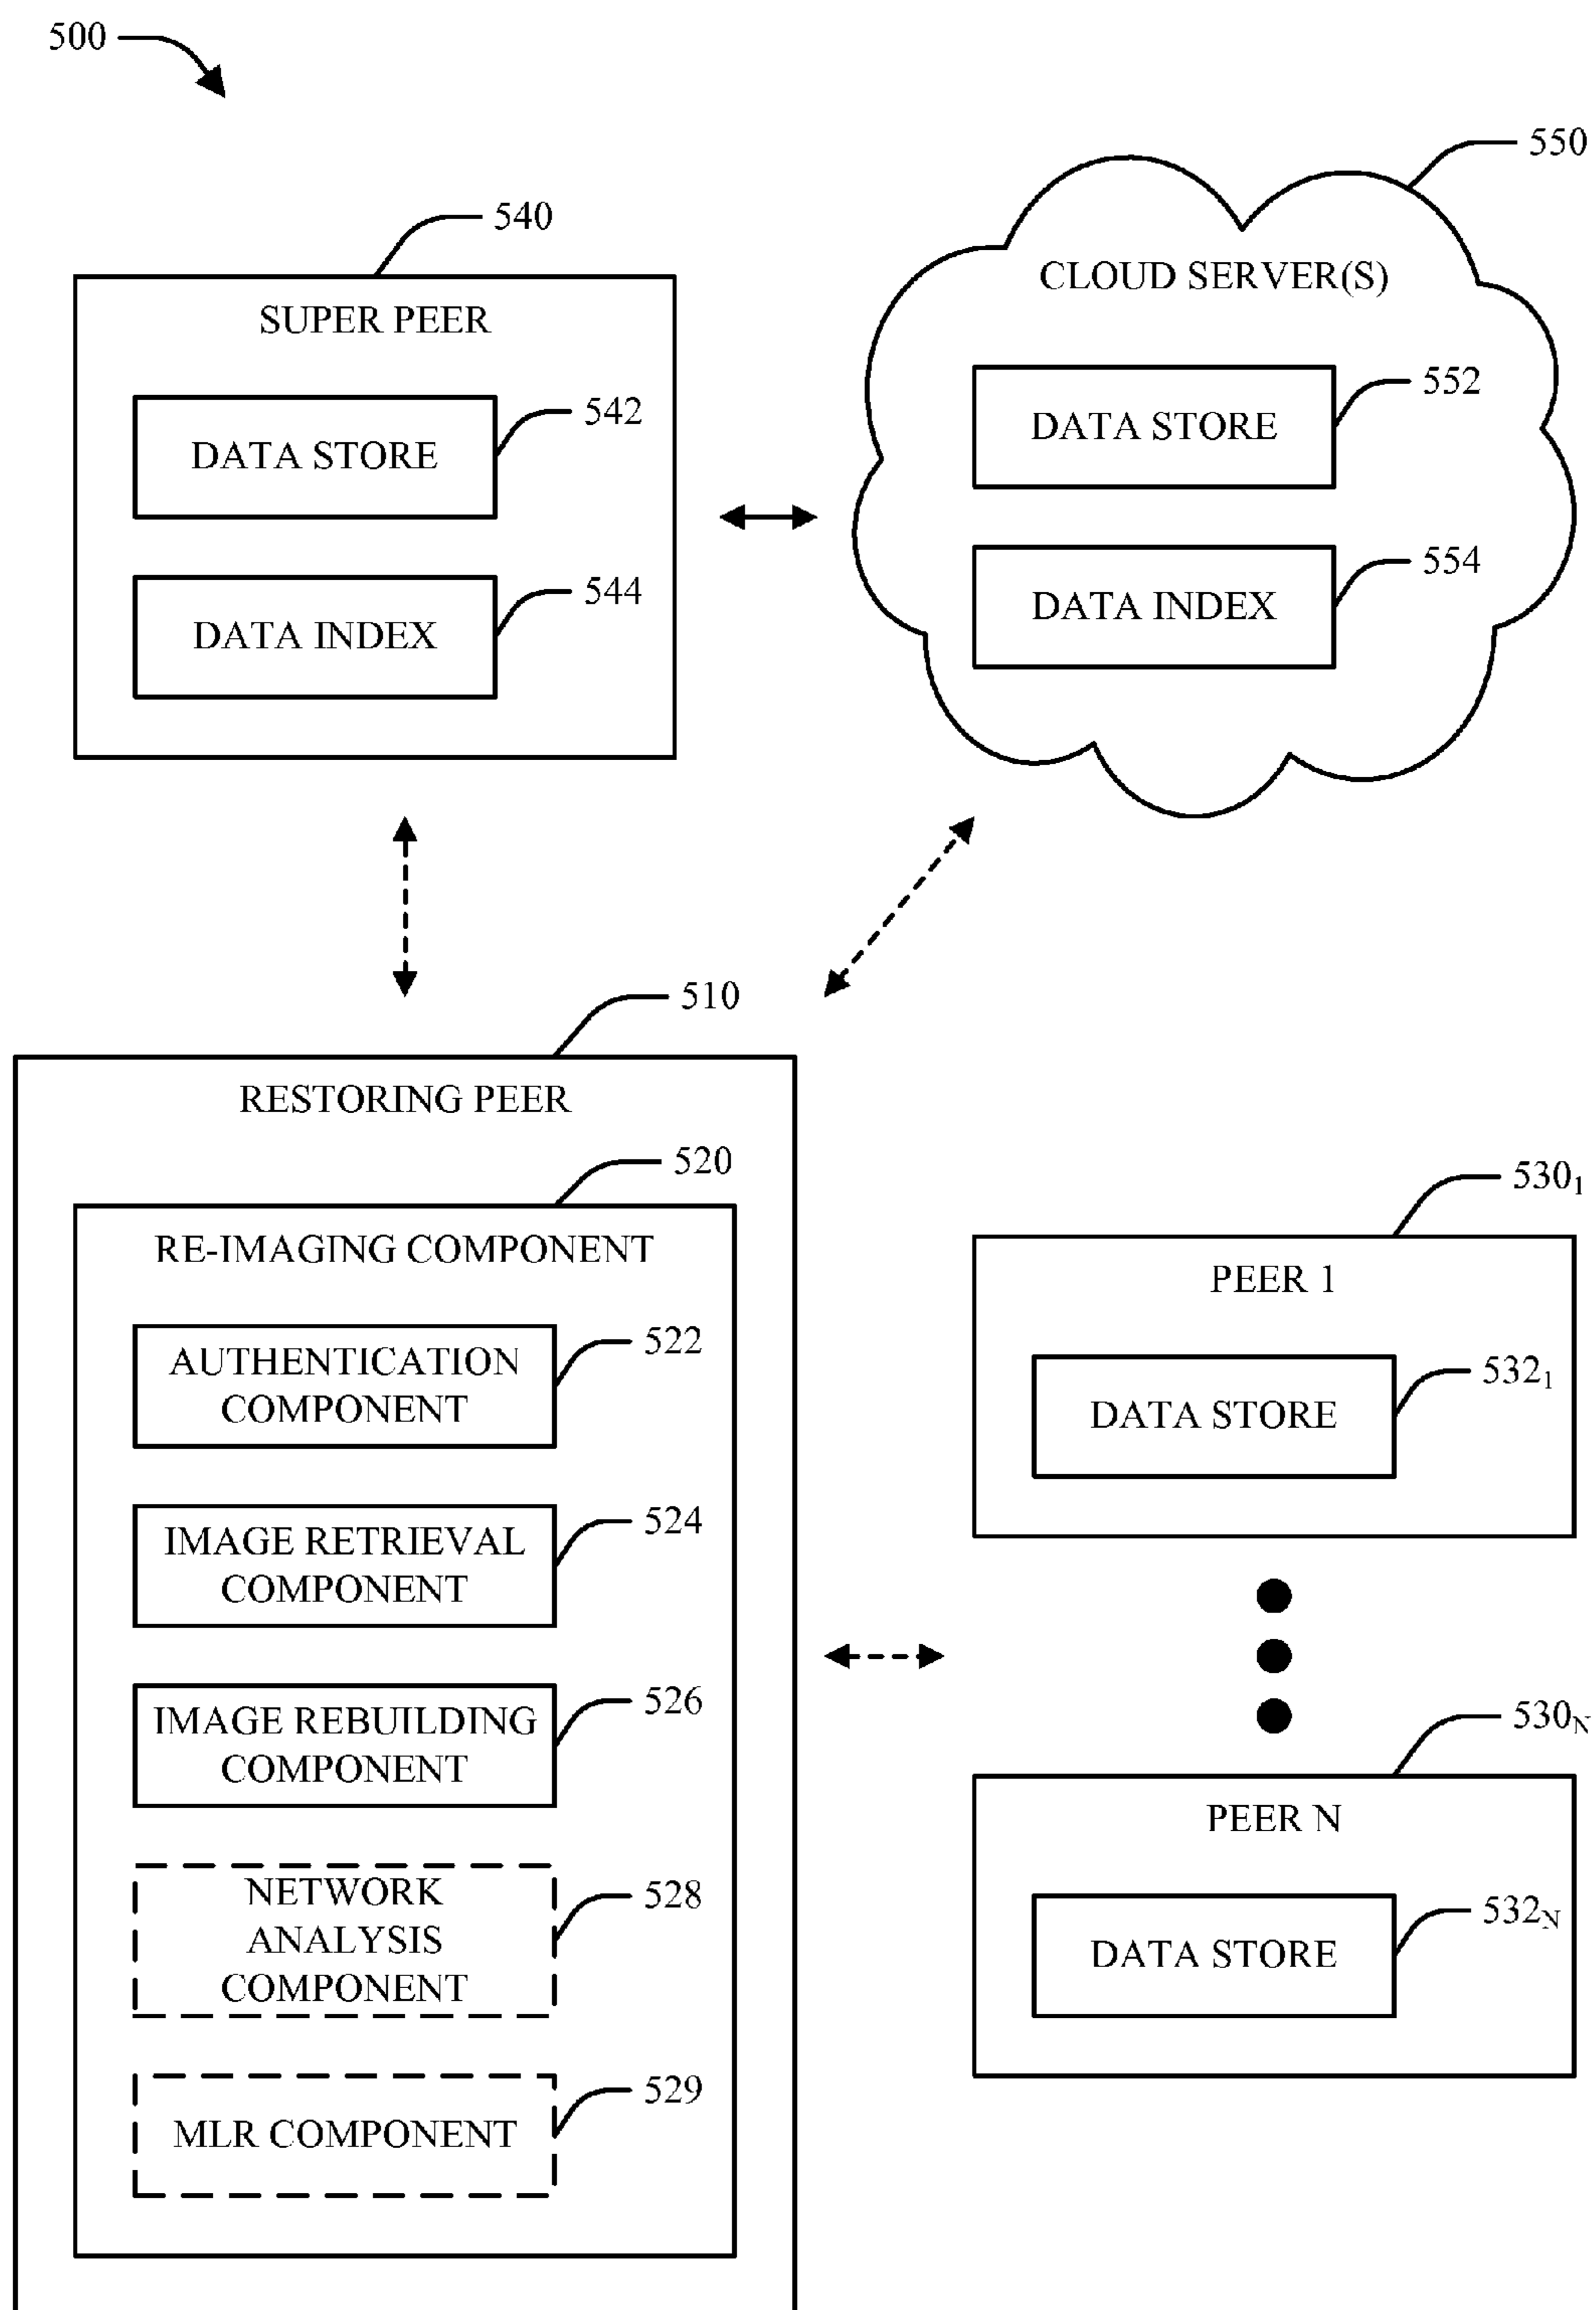 500
550
540
CLOUD SERVER(S)
SUPER PEER
552
542
DATA STORE
DATA STORE
554
544
DATA INDEX
DATA INDEX
510
RESTORING PEER
520
530₁
RE-IMAGING COMPONENT
PEER 1
522
AUTHENTICATION
COMPONENT
532₁
DATA STORE
524
IMAGE RETRIEVAL
COMPONENT
526
IMAGE REBUILDING
COMPONENT
530N
PEER N
528
NETWORK
ANALYSIS
COMPONENT
532N
DATA STORE
529
MLR COMPONENT